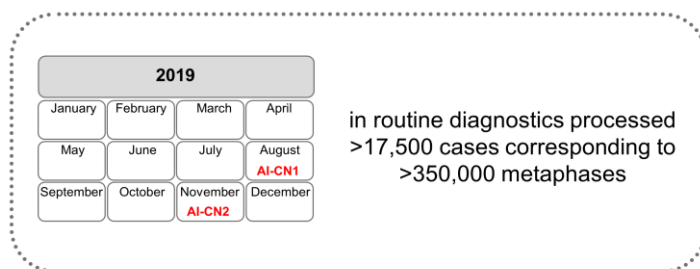 2019
January February March April
May June July August
AI-CN1
September October November December
AI-CN2
in routine diagnostics processed
>17,500 cases corresponding to
>350,000 metaphases